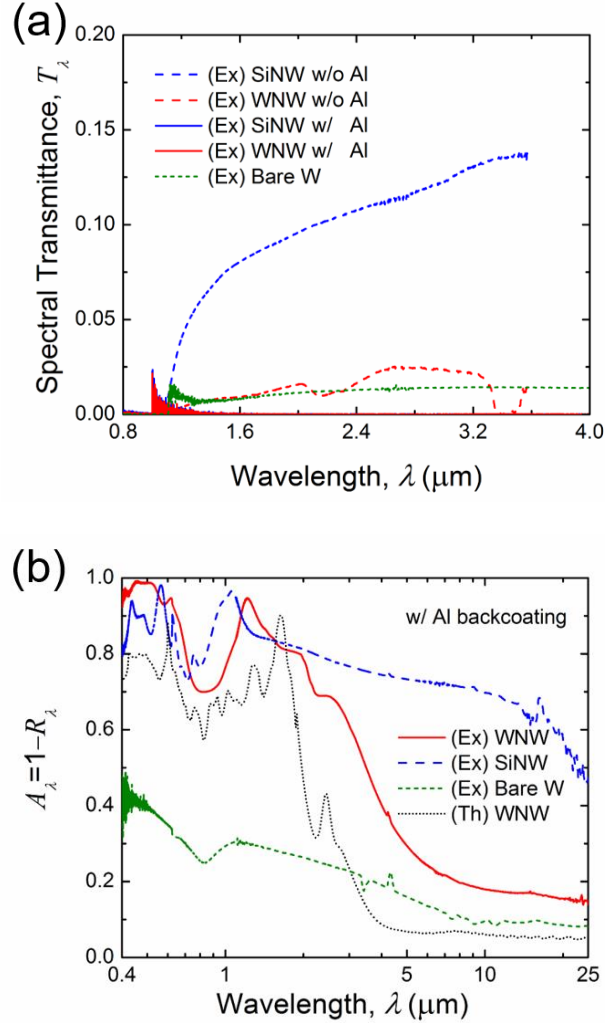 (a)
0.20
0.15
0.10
0.05
0.00
Spectral Transmittance, Tλ
(Ex) SiNW w/o Al
(Ex) WNW w/o Al
(Ex) SiNW w/ Al
(Ex) WNW w/ Al
(Ex) Bare W
0.8 1.6 2.4 3.2 4.0
Wavelength, λ (μm)
(b)
1.0
0.8
0.6
0.4
0.2
0.0
Aλ=1−Rλ
w/ Al backcoating
(Ex) WNW
(Ex) SiNW
(Ex) Bare W
(Th) WNW
0.4 1 5 10 25
Wavelength, λ (μm)